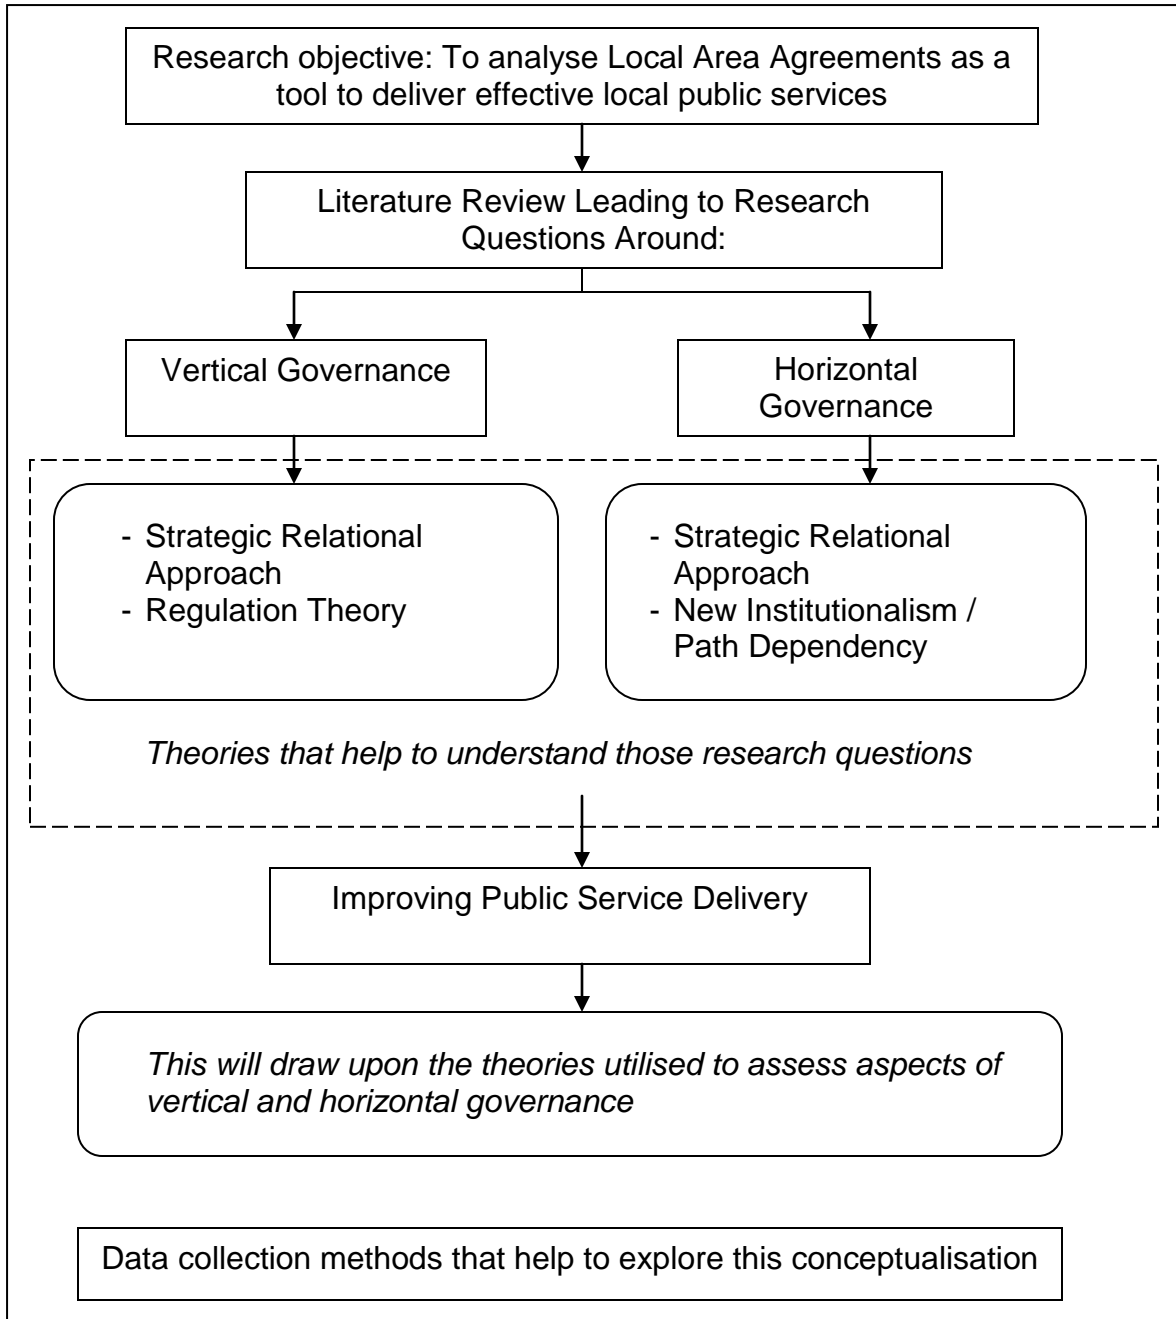 Research objective: To analyse Local Area Agreements as a
tool to deliver effective local public services
Literature Review Leading to Research
Questions Around:
Vertical Governance
Horizontal
Governance
- Strategic Relational
Approach
- Regulation Theory
- Strategic Relational
Approach
- New Institutionalism /
Path Dependency
Theories that help to understand those research questions
Improving Public Service Delivery
This will draw upon the theories utilised to assess aspects of
vertical and horizontal governance
Data collection methods that help to explore this conceptualisation